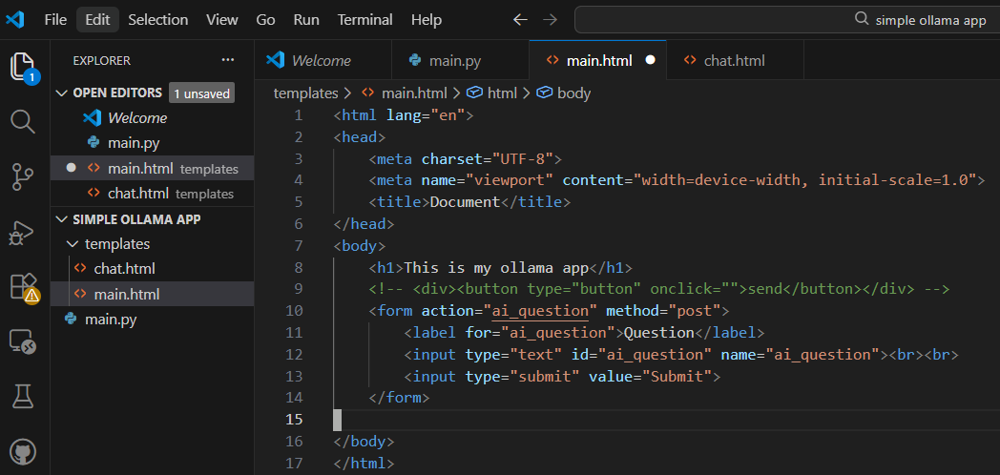 File Edit Selection View Go Run Terminal Help simple ollama app
EXPLORER
1
OPEN EDITORS 1 unsaved
Welcome
main.py
main.html templates
chat.html templates
SIMPLE OLLAMA APP
templates
chat.html
main.html
main.py
Welcome main.py main.html chat.html
templates > main.html > html > body
1 <html lang="en">
2 <head>
3     <meta charset="UTF-8">
4     <meta name="viewport" content="width=device-width, initial-scale=1.0">
5     <title>Document</title>
6 </head>
7 <body>
8     <h1>This is my ollama app</h1>
9     <!-- <div><button type="button" onclick="">send</button></div> -->
10     <form action="ai_question" method="post">
11         <label for="ai_question">Question</label>
12         <input type="text" id="ai_question" name="ai_question"><br><br>
13         <input type="submit" value="Submit">
14     </form>
15
16 </body>
17 </html>